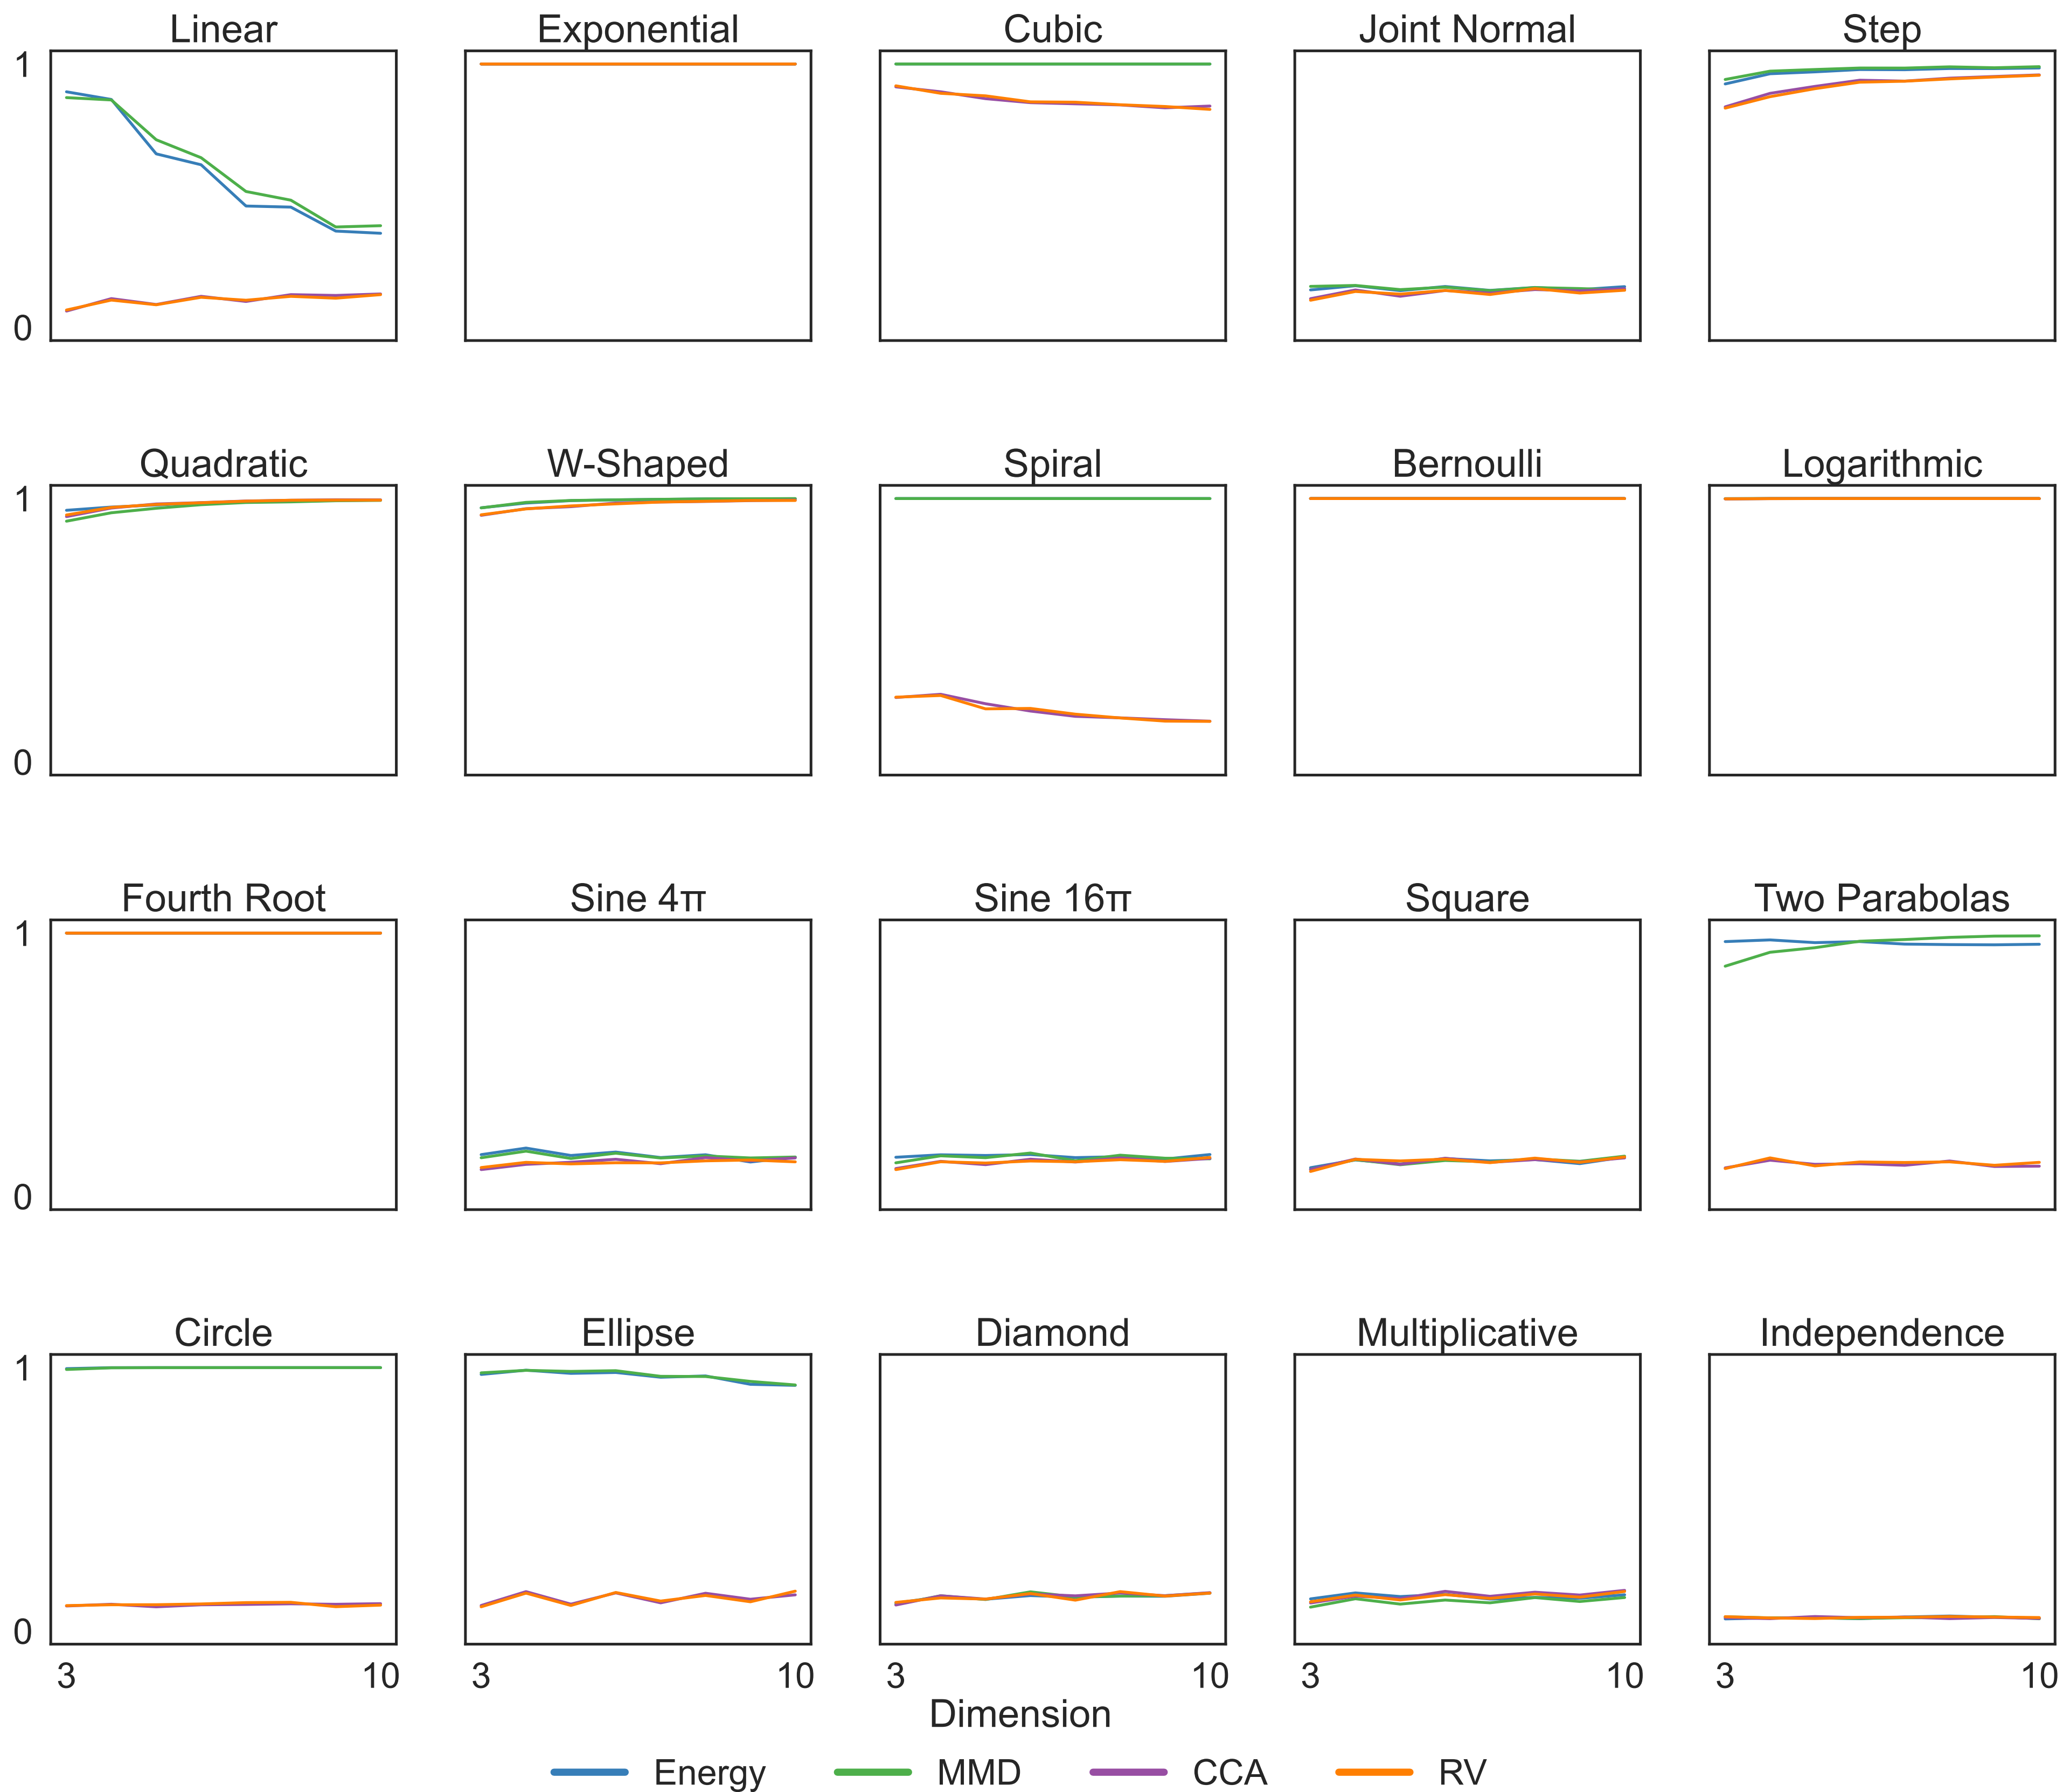 Linear Exponential Cubic Joint Normal Step
1
0
Quadratic W-Shaped Spiral Bernoulli Logarithmic
1
0
Fourth Root Sine 4π Sine 16π Square Two Parabolas
1
0
Circle Ellipse Diamond Multiplicative Independence
1
0
3 10 3 10 3 10 3 10 3 10
Dimension
Energy MMD CCA RV